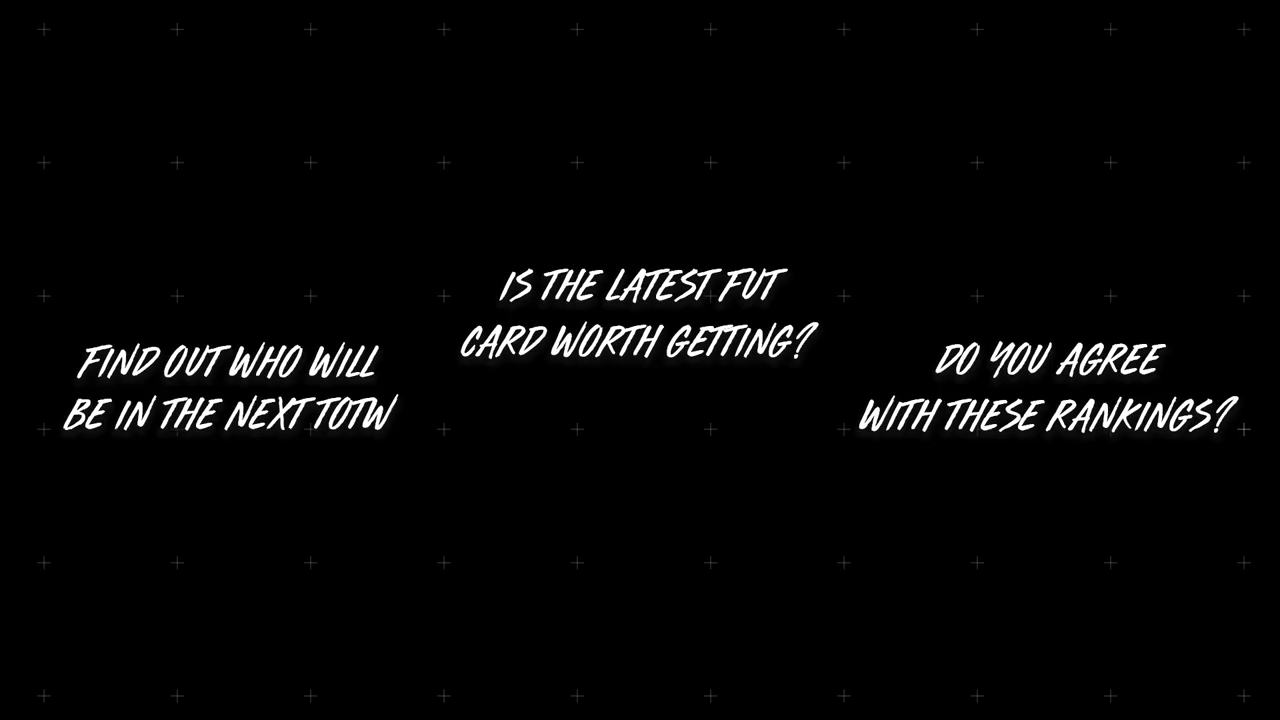 FIND OUT WHO WILL
BE IN THE NEXT TOTW
IS THE LATEST FUT
CARD WORTH GETTING?
DO YOU AGREE
WITH THESE RANKINGS?